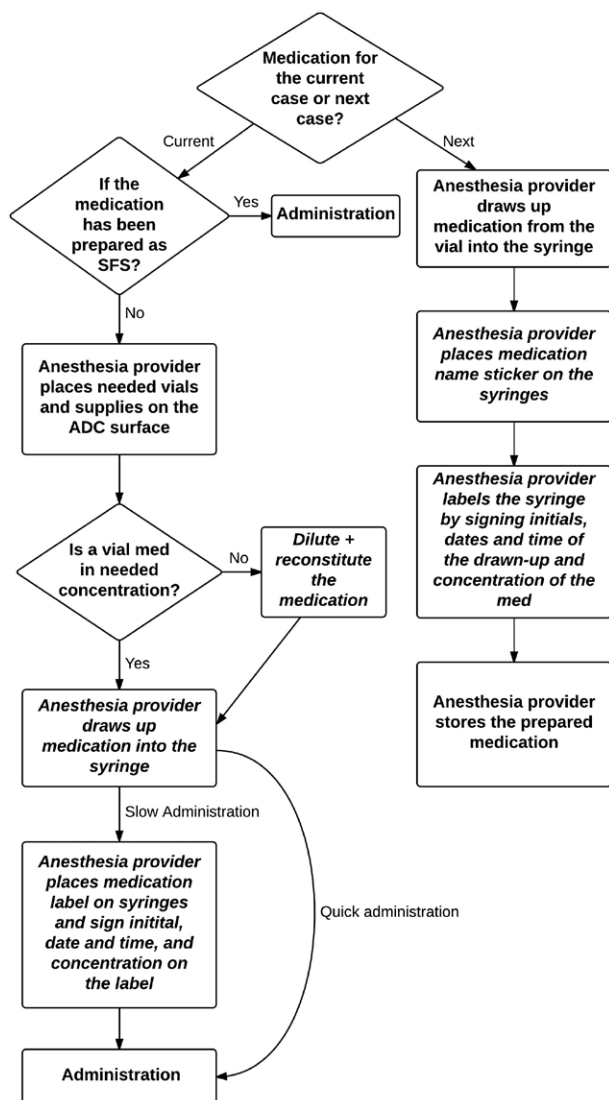 Medication for
the current
case or next
case?
Current
Next
If the
medication
has been
prepared as
SFS?
Yes
Administration
No
Anesthesia provider
places needed vials
and supplies on the
ADC surface
Is a vial med
in needed
concentration?
No
Dilute +
reconstitute
the
medication
Yes
Anesthesia provider
draws up
medication into the
syringe
Slow Administration
Quick administration
Anesthesia provider
places medication
label on syringes
and sign initital,
date and time, and
concentration on
the label
Administration
Anesthesia provider
draws up
medication from the
vial into the syringe
Anesthesia provider
places medication
name sticker on the
syringes
Anesthesia provider
labels the syringe
by signing initials,
dates and time of
the drawn-up and
concentration of the
med
Anesthesia provider
stores the prepared
medication